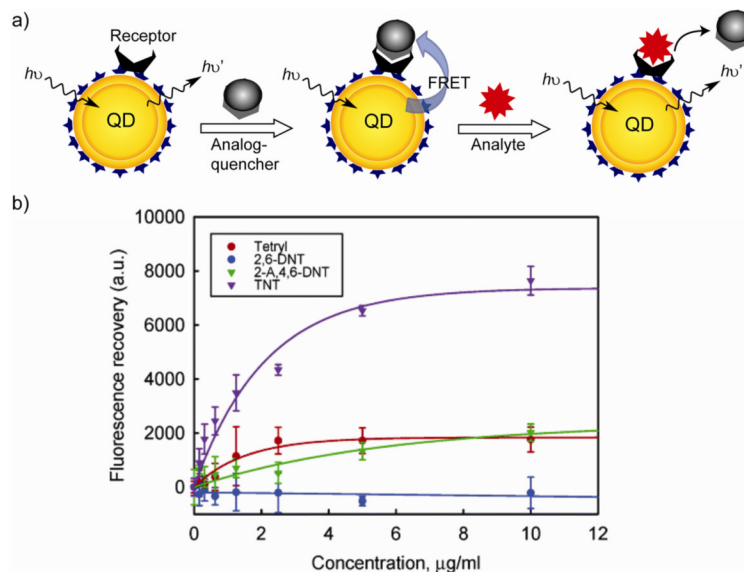 a)
Receptor
hυ
hυ'
QD
Analog-
quencher
hυ
FRET
QD
Analyte
hυ
hυ'
QD
b)
Fluorescence recovery (a.u.)
10000
8000
6000
4000
2000
0
Tetryl
2,6-DNT
2-A,4,6-DNT
TNT
0 2 4 6 8 10 12
Concentration, μg/ml